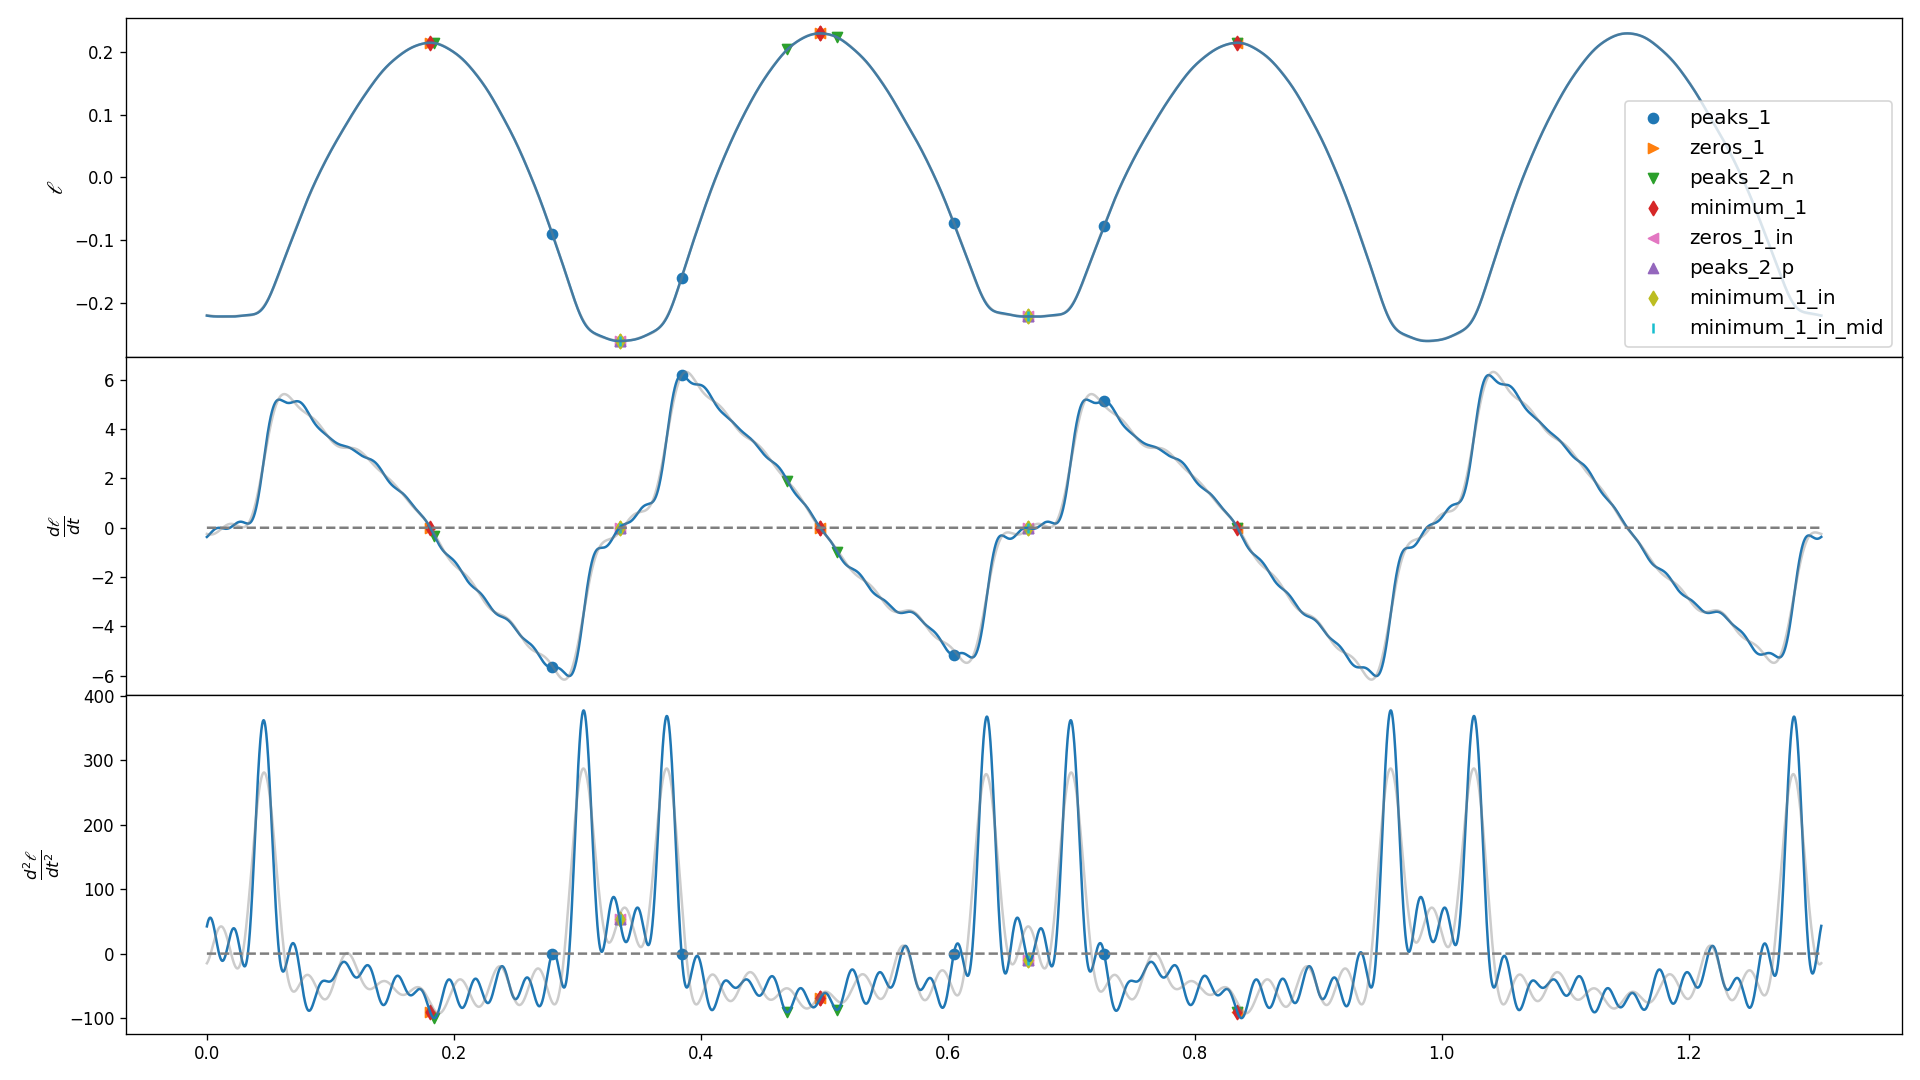 0.2
0.1
0.0
−0.1
−0.2
ℓ
peaks_1
zeros_1
peaks_2_n
minimum_1
zeros_1_in
peaks_2_p
minimum_1_in
minimum_1_in_mid
6
4
2
0
−2
−4
−6
dℓ
dt
400
300
200
100
0
−100
d²ℓ
dt²
0.0 0.2 0.4 0.6 0.8 1.0 1.2